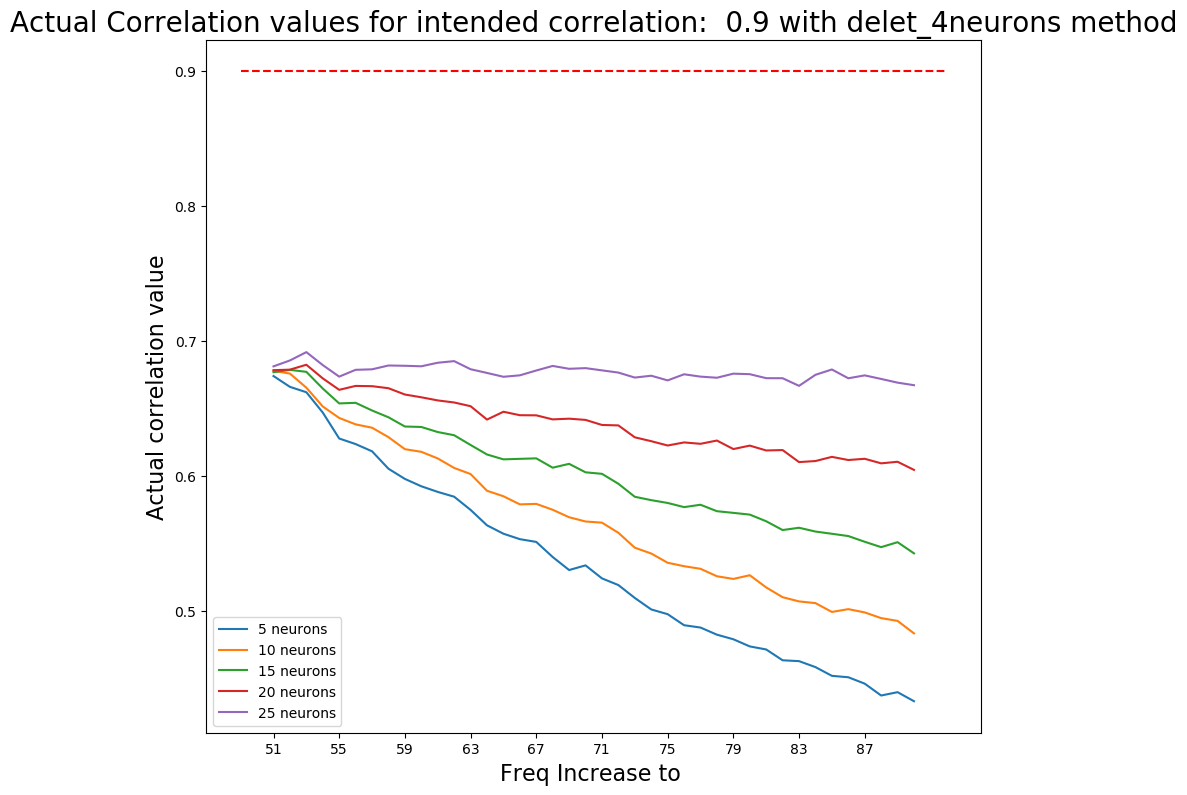 Actual Correlation values for intended correlation:  0.9 with delet_4neurons method
Actual correlation value
0.9
0.8
0.7
0.6
0.5
5 neurons
10 neurons
15 neurons
20 neurons
25 neurons
51 55 59 63 67 71 75 79 83 87
Freq Increase to